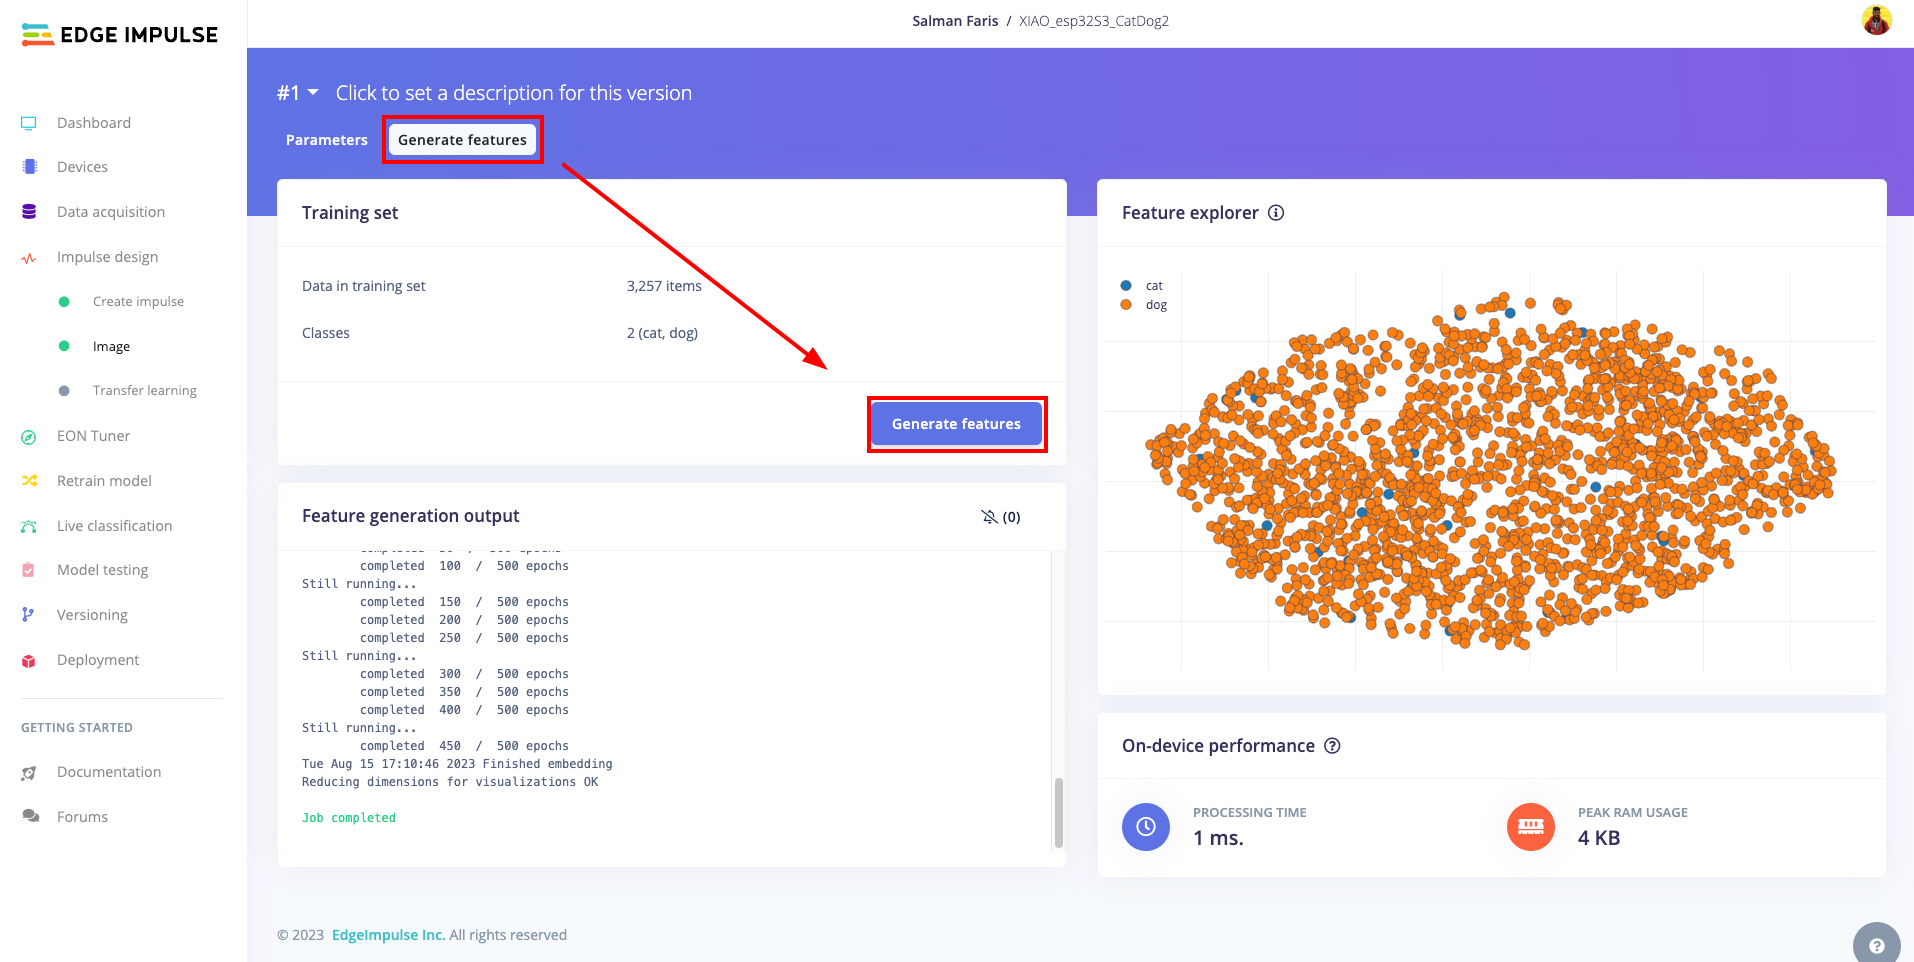 EDGE IMPULSE
Salman Faris / XIAO_esp32S3_CatDog2
Dashboard
Devices
Data acquisition
Impulse design
Create impulse
Image
Transfer learning
EON Tuner
Retrain model
Live classification
Model testing
Versioning
Deployment
GETTING STARTED
Documentation
Forums
#1 Click to set a description for this version
Parameters Generate features
Training set
Data in training set 3,257 items
Classes 2 (cat, dog)
Generate features
Feature generation output (0)
completed 100 / 500 epochs
Still running...
completed 150 / 500 epochs
completed 200 / 500 epochs
completed 250 / 500 epochs
Still running...
completed 300 / 500 epochs
completed 350 / 500 epochs
completed 400 / 500 epochs
Still running...
completed 450 / 500 epochs
Tue Aug 15 17:10:46 2023 Finished embedding
Reducing dimensions for visualizations OK
Job completed
Feature explorer
cat
dog
On-device performance ?
PROCESSING TIME
1 ms.
PEAK RAM USAGE
4 KB
© 2023 EdgeImpulse Inc. All rights reserved
?